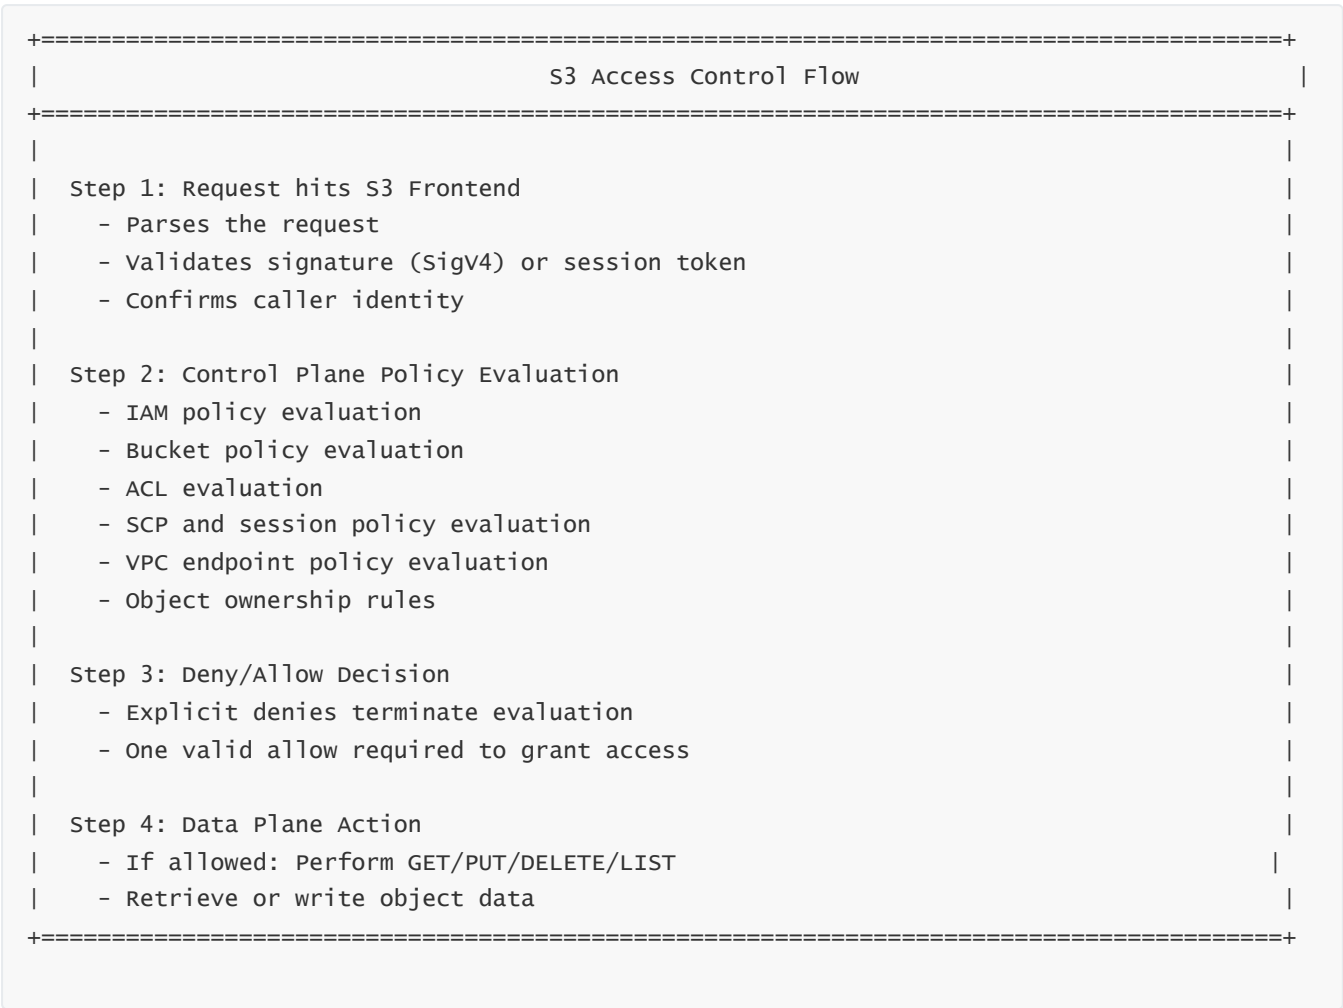 +========================================================================================+
|                                    S3 Access Control Flow                               |
+========================================================================================+
|                                                                                        |
|  Step 1: Request hits S3 Frontend                                                      |
|    - Parses the request                                                                |
|    - Validates signature (SigV4) or session token                                      |
|    - Confirms caller identity                                                          |
|                                                                                        |
|  Step 2: Control Plane Policy Evaluation                                               |
|    - IAM policy evaluation                                                             |
|    - Bucket policy evaluation                                                          |
|    - ACL evaluation                                                                    |
|    - SCP and session policy evaluation                                                 |
|    - VPC endpoint policy evaluation                                                    |
|    - Object ownership rules                                                            |
|                                                                                        |
|  Step 3: Deny/Allow Decision                                                           |
|    - Explicit denies terminate evaluation                                              |
|    - One valid allow required to grant access                                          |
|                                                                                        |
|  Step 4: Data Plane Action                                                             |
|    - If allowed: Perform GET/PUT/DELETE/LIST                                          |
|    - Retrieve or write object data                                                     |
+========================================================================================+